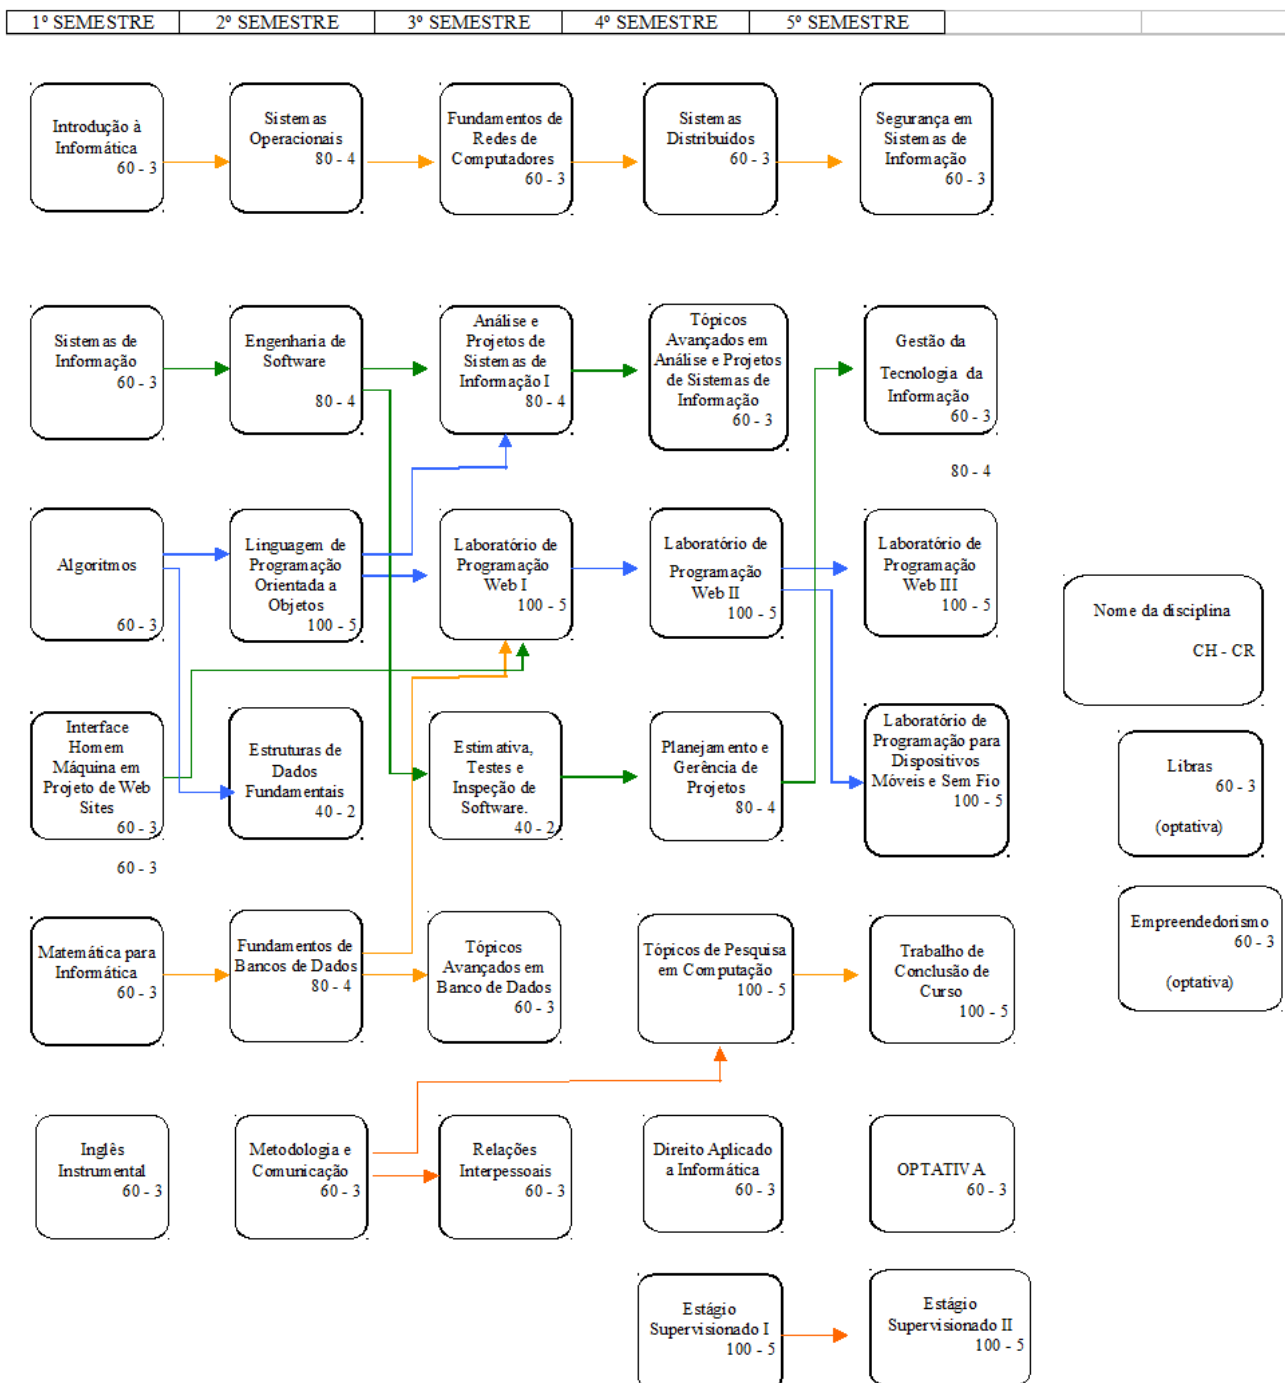 1º SEMESTRE 2º SEMESTRE 3º SEMESTRE 4º SEMESTRE 5º SEMESTRE
Introdução à
Informática
60 - 3
Sistemas
Operacionais
80 - 4
Fundamentos de
Redes de
Computadores
60 - 3
Sistemas
Distribuídos
60 - 3
Segurança em
Sistemas de
Informação
60 - 3
Sistemas de
Informação
60 - 3
Engenharia de
Software
80 - 4
Análise e
Projetos de
Sistemas de
Informação I
80 - 4
Tópicos
Avançados em
Análise e Projetos
de Sistemas de
Informação
60 - 3
Gestão da
Tecnologia da
Informação
60 - 3
80 - 4
Algoritmos
60 - 3
Linguagem de
Programação
Orientada a
Objetos
100 - 5
Laboratório de
Programação
Web I
100 - 5
Laboratório de
Programação
Web II
100 - 5
Laboratório de
Programação
Web III
100 - 5
Nome da disciplina
CH - CR
Interface
Homem
Máquina em
Projeto de Web
Sites
60 - 3
60 - 3
Estruturas de
Dados
Fundamentais
40 - 2
Estimativa,
Testes e
Inspeção de
Software.
40 - 2
Planejamento e
Gerência de
Projetos
80 - 4
Laboratório de
Programação para
Dispositivos
Móveis e Sem Fio
100 - 5
Libras
60 - 3
(optativa)
Matemática para
Informática
60 - 3
Fundamentos de
Bancos de Dados
80 - 4
Tópicos
Avançados em
Banco de Dados
60 - 3
Tópicos de Pesquisa
em Computação
100 - 5
Trabalho de
Conclusão de
Curso
100 - 5
Empreendedorismo
60 - 3
(optativa)
Inglês
Instrumental
60 - 3
Metodologia e
Comunicação
60 - 3
Relações
Interpessoais
60 - 3
Direito Aplicado
a Informática
60 - 3
OPTATIVA
60 - 3
Estágio
Supervisionado I
100 - 5
Estágio
Supervisionado II
100 - 5